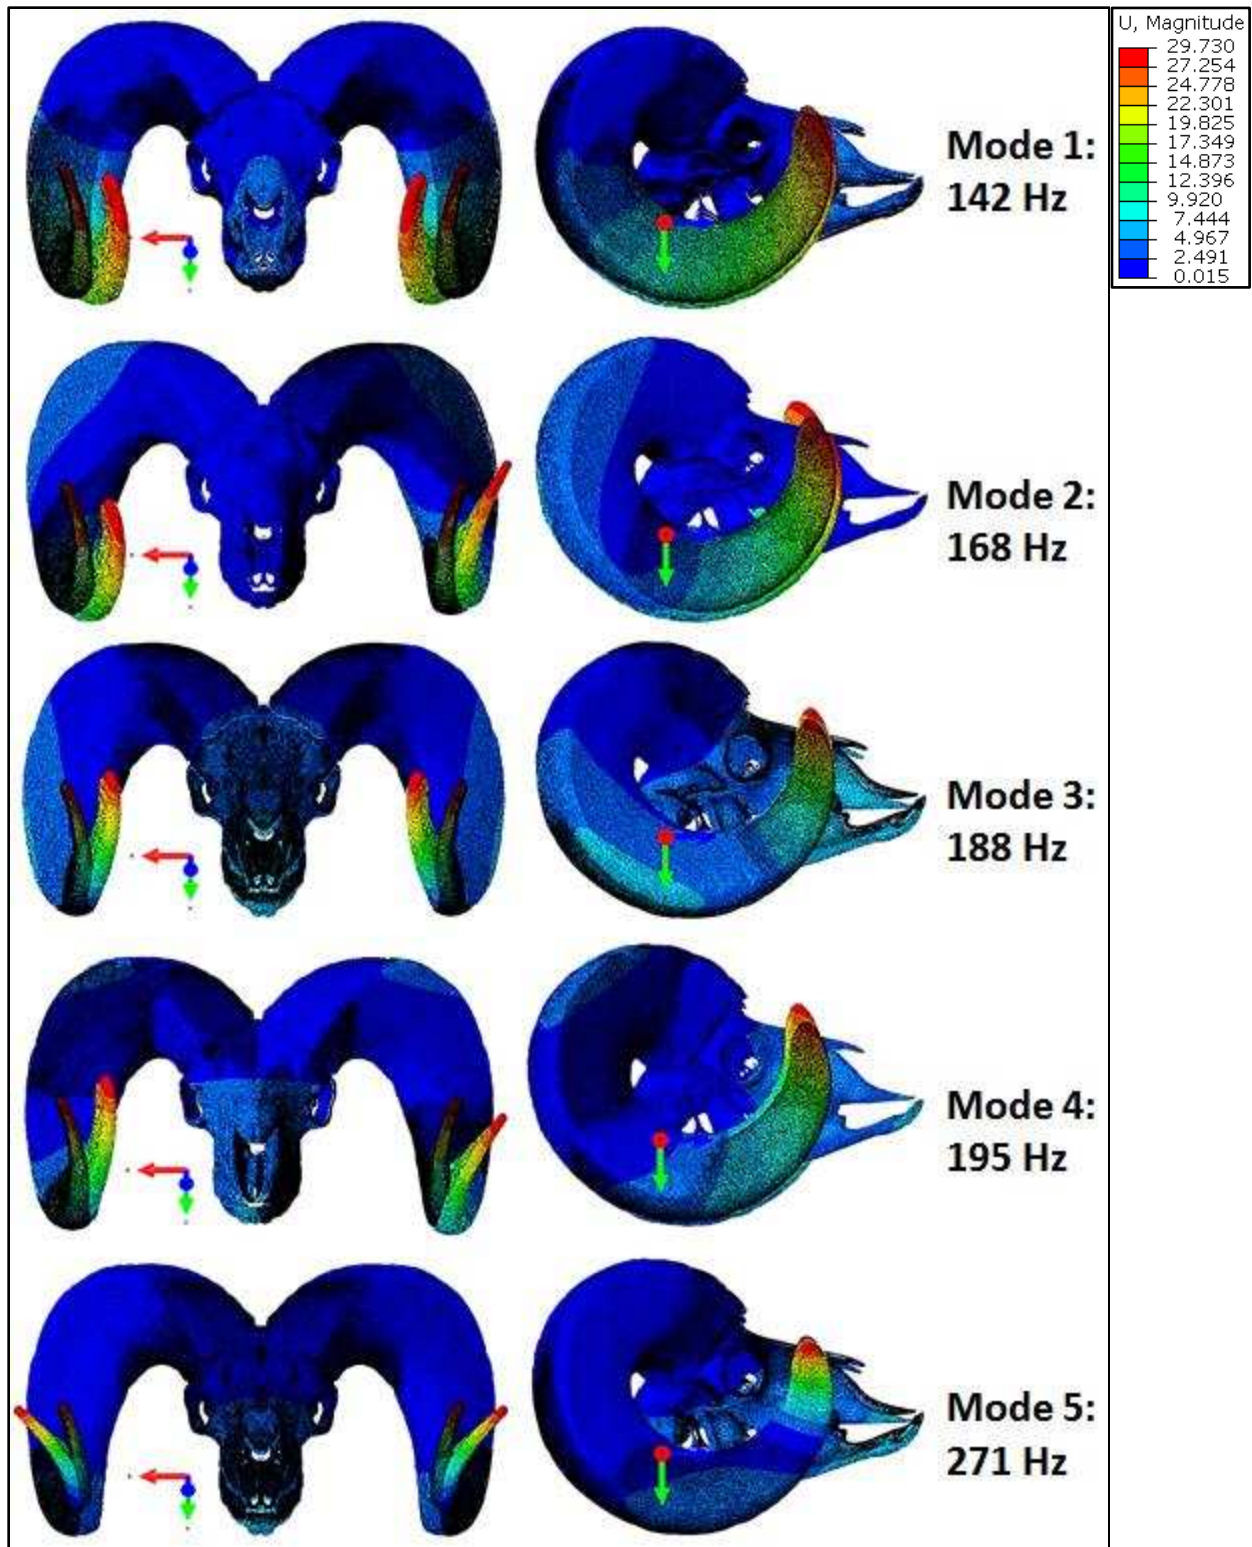 U, Magnitude
29.730
27.254
24.778
22.301
19.825
17.349
14.873
12.396
9.920
7.444
4.967
2.491
0.015
Mode 1:
142 Hz
Mode 2:
168 Hz
Mode 3:
188 Hz
Mode 4:
195 Hz
Mode 5:
271 Hz